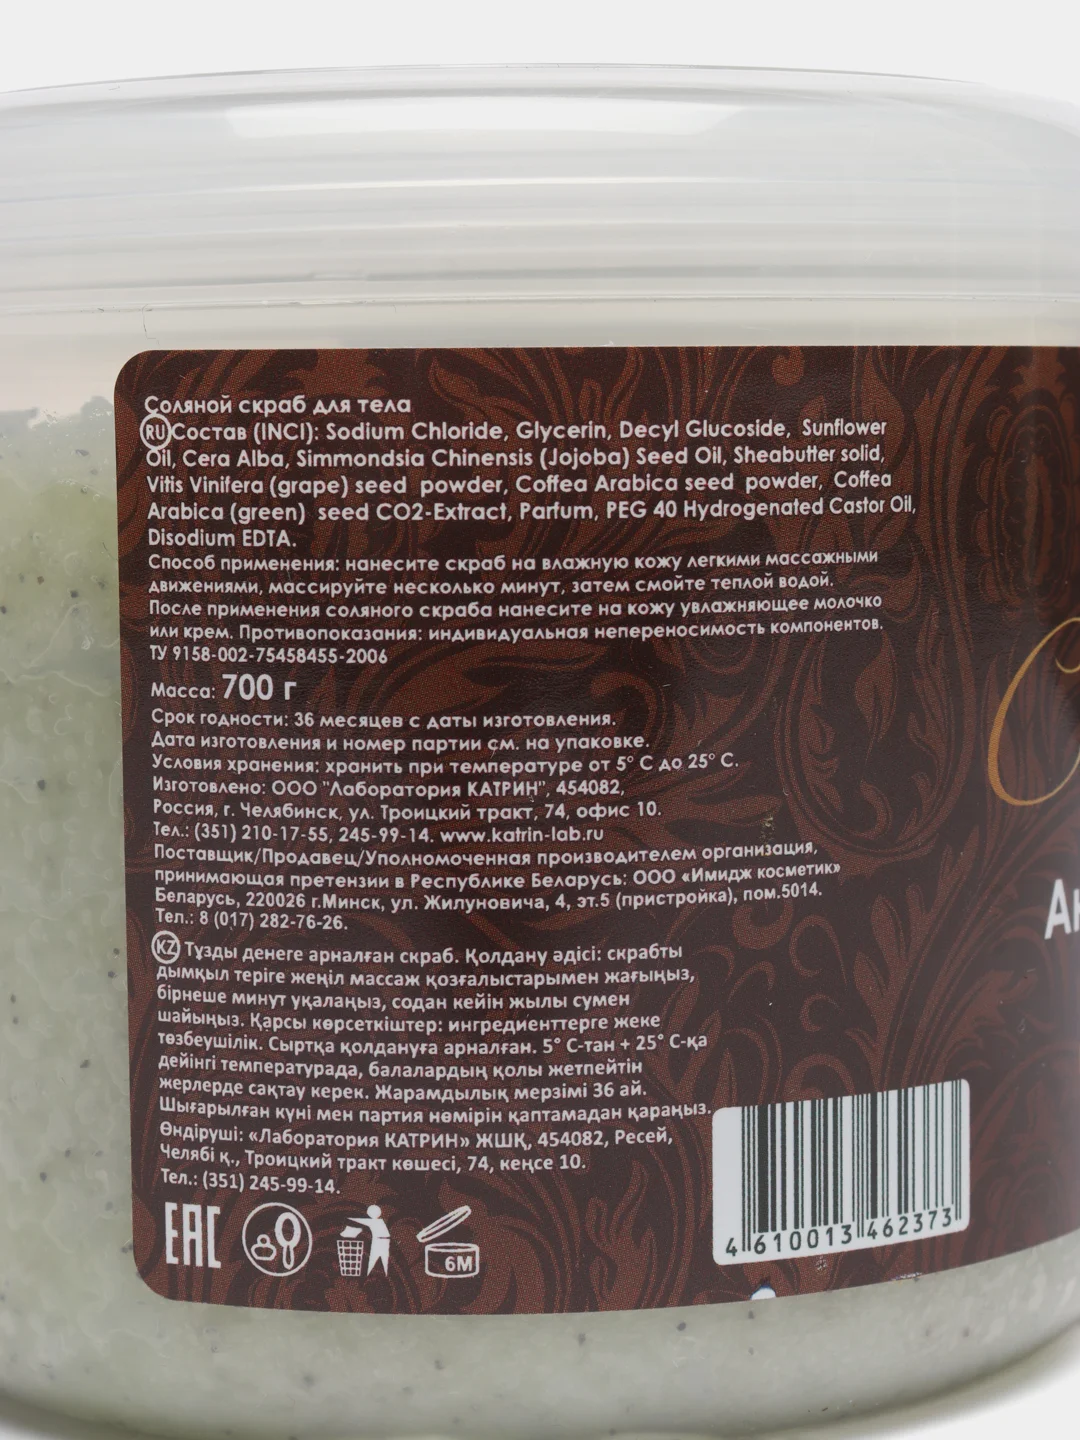 Соляной скраб для тела
RU Состав (INCI): Sodium Chloride, Glycerin, Decyl Glucoside, Sunflower
Oil, Cera Alba, Simmondsia Chinensis (Jojoba) Seed Oil, Sheabutter solid,
Vitis Vinifera (grape) seed powder, Coffea Arabica seed powder, Coffea
Arabica (green) seed CO2-Extract, Parfum, PEG 40 Hydrogenated Castor Oil,
Disodium EDTA.
Способ применения: нанесите скраб на влажную кожу легкими массажными
движениями, массируйте несколько минут, затем смойте теплой водой.
После применения соляного скраба нанесите на кожу увлажняющее молочко
или крем. Противопоказания: индивидуальная непереносимость компонентов.
ТУ 9158-002-75458455-2006
Масса: 700 г
Срок годности: 36 месяцев с даты изготовления.
Дата изготовления и номер партии см. на упаковке.
Условия хранения: хранить при температуре от 5° С до 25° С.
Изготовлено: ООО "Лаборатория КАТРИН", 454082,
Россия, г. Челябинск, ул. Троицкий тракт, 74, офис 10.
Тел.: (351) 210-17-55, 245-99-14. www.katrin-lab.ru
Поставщик/Продавец/Уполномоченная производителем организация,
принимающая претензии в Республике Беларусь: ООО «Имидж косметик»
Беларусь, 220026 г.Минск, ул. Жилуновича, 4, эт.5 (пристройка), пом.5014.
Тел.: 8 (017) 282-76-26.
KZ Тұзды денеге арналған скраб. Қолдану әдісі: скрабты
дымқыл теріге жеңіл массаж қозғалыстарымен жағыңыз,
бірнеше минут уқалаңыз, содан кейін жылы сумен
шайыңыз. Қарсы көрсеткіштер: ингредиенттерге жеке
төзбеушілік. Сыртқа қолдануға арналған. 5° С-тан + 25° С-қа
дейінгі температурада, балалардың қолы жетпейтін
жерлерде сақтау керек. Жарамдылық мерзімі 36 ай.
Шығарылған күні мен партия нөмірін қаптамадан қараңыз.
Өндіруші: «Лаборатория КАТРИН» ЖШҚ, 454082, Ресей,
Челябі қ., Троицкий тракт көшесі, 74, кеңсе 10.
Тел.: (351) 245-99-14.
EAC
6M
4 610013 462373